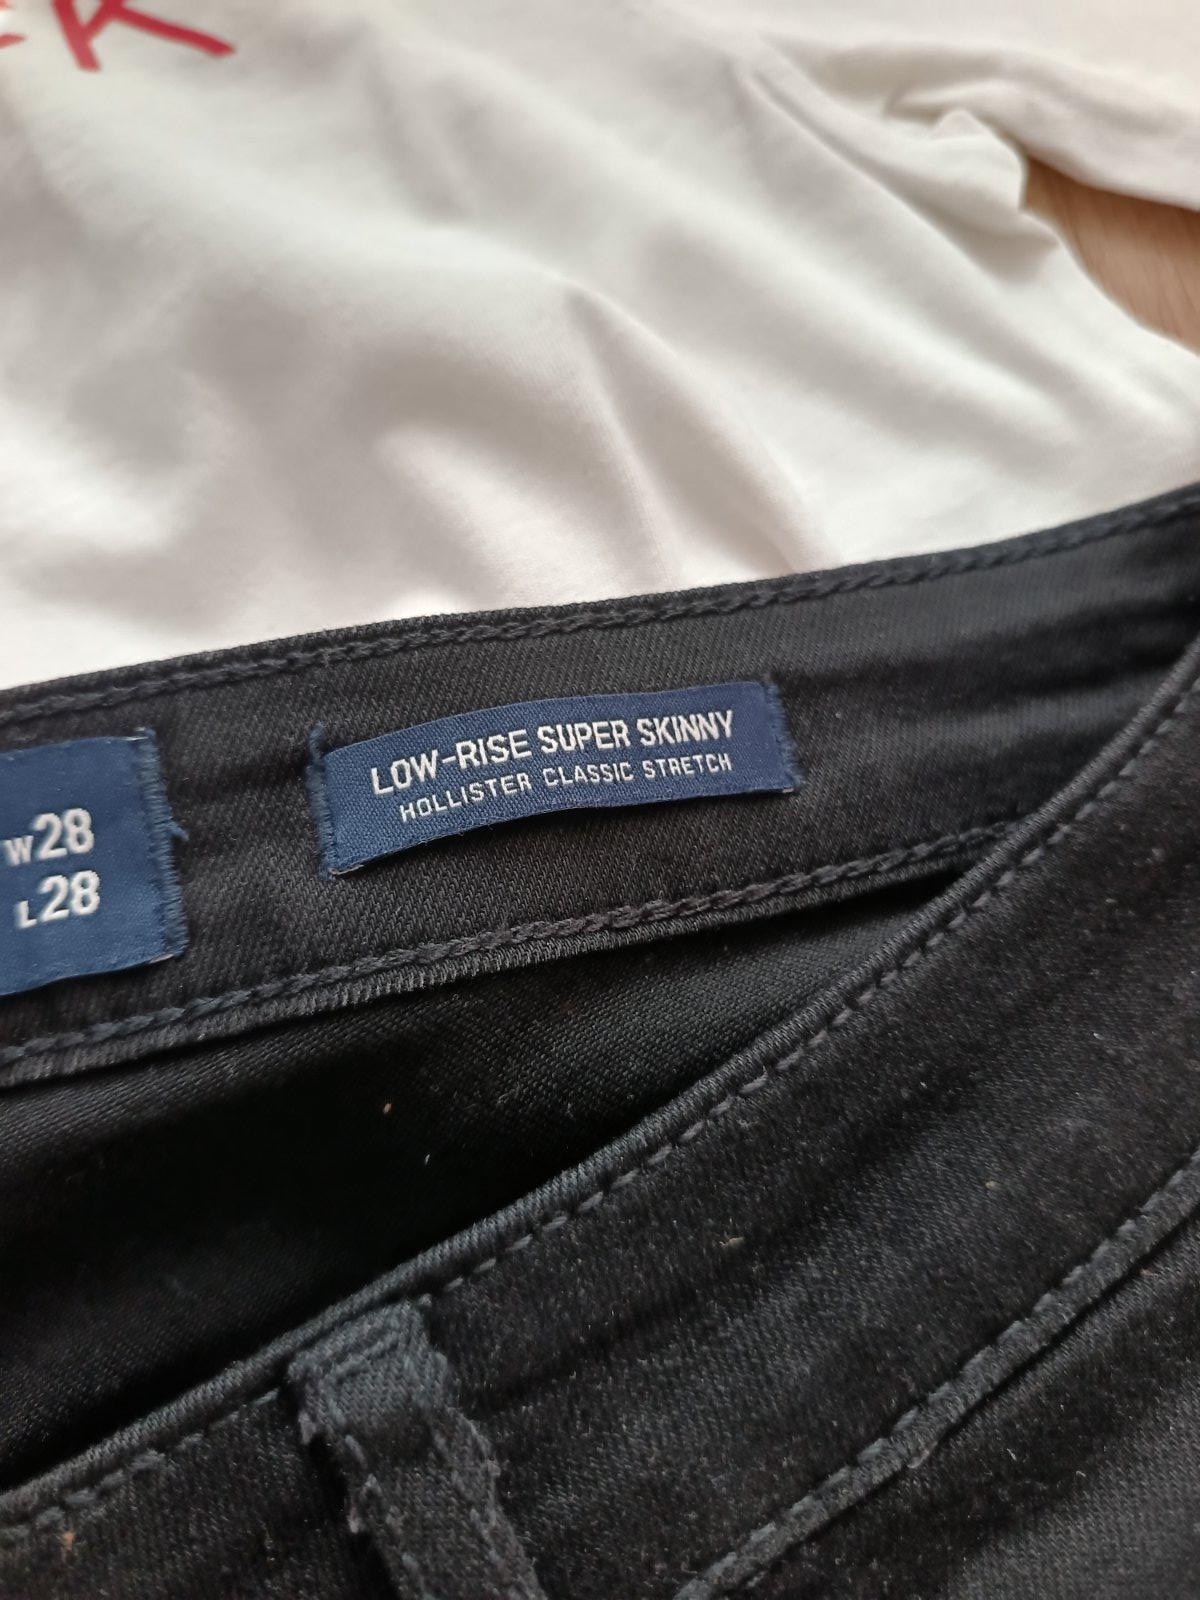 LOW-RISE SUPER SKINNY
HOLLISTER CLASSIC STRETCH
W28
L28